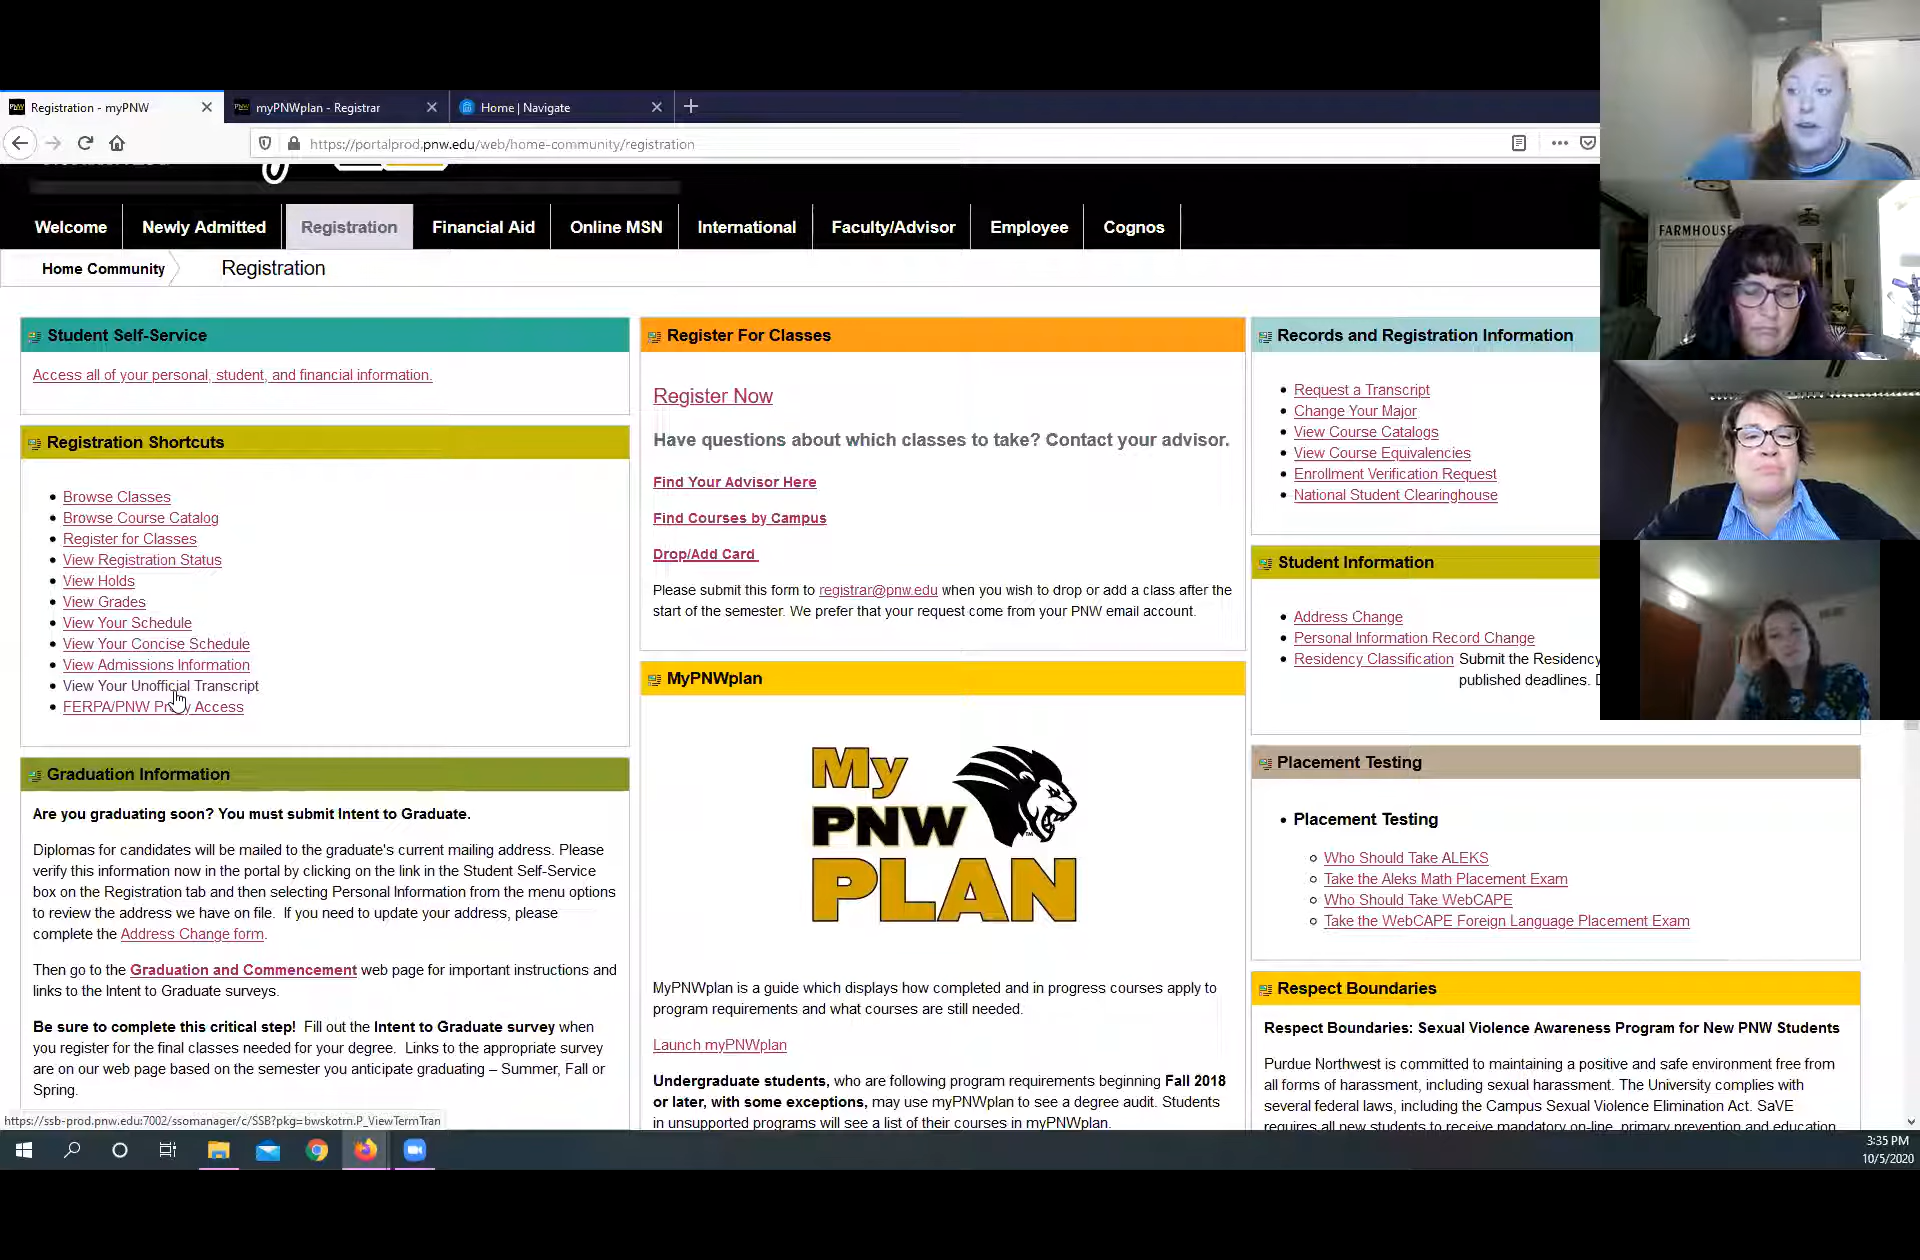 Registration - myPNW
myPNWplan - Registrar
Home | Navigate
https://portalprod.pnw.edu/web/home-community/registration
Welcome
Newly Admitted
Registration
Financial Aid
Online MSN
International
Faculty/Advisor
Employee
Cognos
Home Community
Registration
Student Self-Service
Access all of your personal, student, and financial information.
Registration Shortcuts
Browse Classes
Browse Course Catalog
Register for Classes
View Registration Status
View Holds
View Grades
View Your Schedule
View Your Concise Schedule
View Admissions Information
View Your Unofficial Transcript
FERPA/PNW Access
Graduation Information
Are you graduating soon? You must submit Intent to Graduate.
Diplomas for candidates will be mailed to the graduate's current mailing address. Please
verify this information now in the portal by clicking on the link in the Student Self-Service
box on the Registration tab and then selecting Personal Information from the menu options
to review the address we have on file. If you need to update your address, please
complete the Address Change form.
Then go to the Graduation and Commencement web page for important instructions and
links to the Intent to Graduate surveys.
Be sure to complete this critical step! Fill out the Intent to Graduate survey when
you register for the final classes needed for your degree. Links to the appropriate survey
are on our web page based on the semester you anticipate graduating – Summer, Fall or
Spring.
https://ssb-prod.pnw.edu:7002/ssomanager/c/SSB?pkg=bwskotrn.P_ViewTermTran
Register For Classes
Register Now
Have questions about which classes to take? Contact your advisor.
Find Your Advisor Here
Find Courses by Campus
Drop/Add Card
Please submit this form to registrar@pnw.edu when you wish to drop or add a class after the
start of the semester. We prefer that your request come from your PNW email account.
MyPNWplan
My
PNW
PLAN
MyPNWplan is a guide which displays how completed and in progress courses apply to
program requirements and what courses are still needed.
Launch myPNWplan
Undergraduate students, who are following program requirements beginning Fall 2018
or later, with some exceptions, may use myPNWplan to see a degree audit. Students
in unsupported programs will see a list of their courses in myPNWplan.
Records and Registration Information
Request a Transcript
Change Your Major
View Course Catalogs
View Course Equivalencies
Enrollment Verification Request
National Student Clearinghouse
Student Information
Address Change
Personal Information Record Change
Residency Classification Submit the Residency
published deadlines.
Placement Testing
Placement Testing
Who Should Take ALEKS
Take the Aleks Math Placement Exam
Who Should Take WebCAPE
Take the WebCAPE Foreign Language Placement Exam
Respect Boundaries
Respect Boundaries: Sexual Violence Awareness Program for New PNW Students
Purdue Northwest is committed to maintaining a positive and safe environment free from
all forms of harassment, including sexual harassment. The University complies with
several federal laws, including the Campus Sexual Violence Elimination Act. SaVE
requires all new students to receive mandatory on-line, primary prevention and education
FARMHOUSE
3:35 PM
10/5/2020